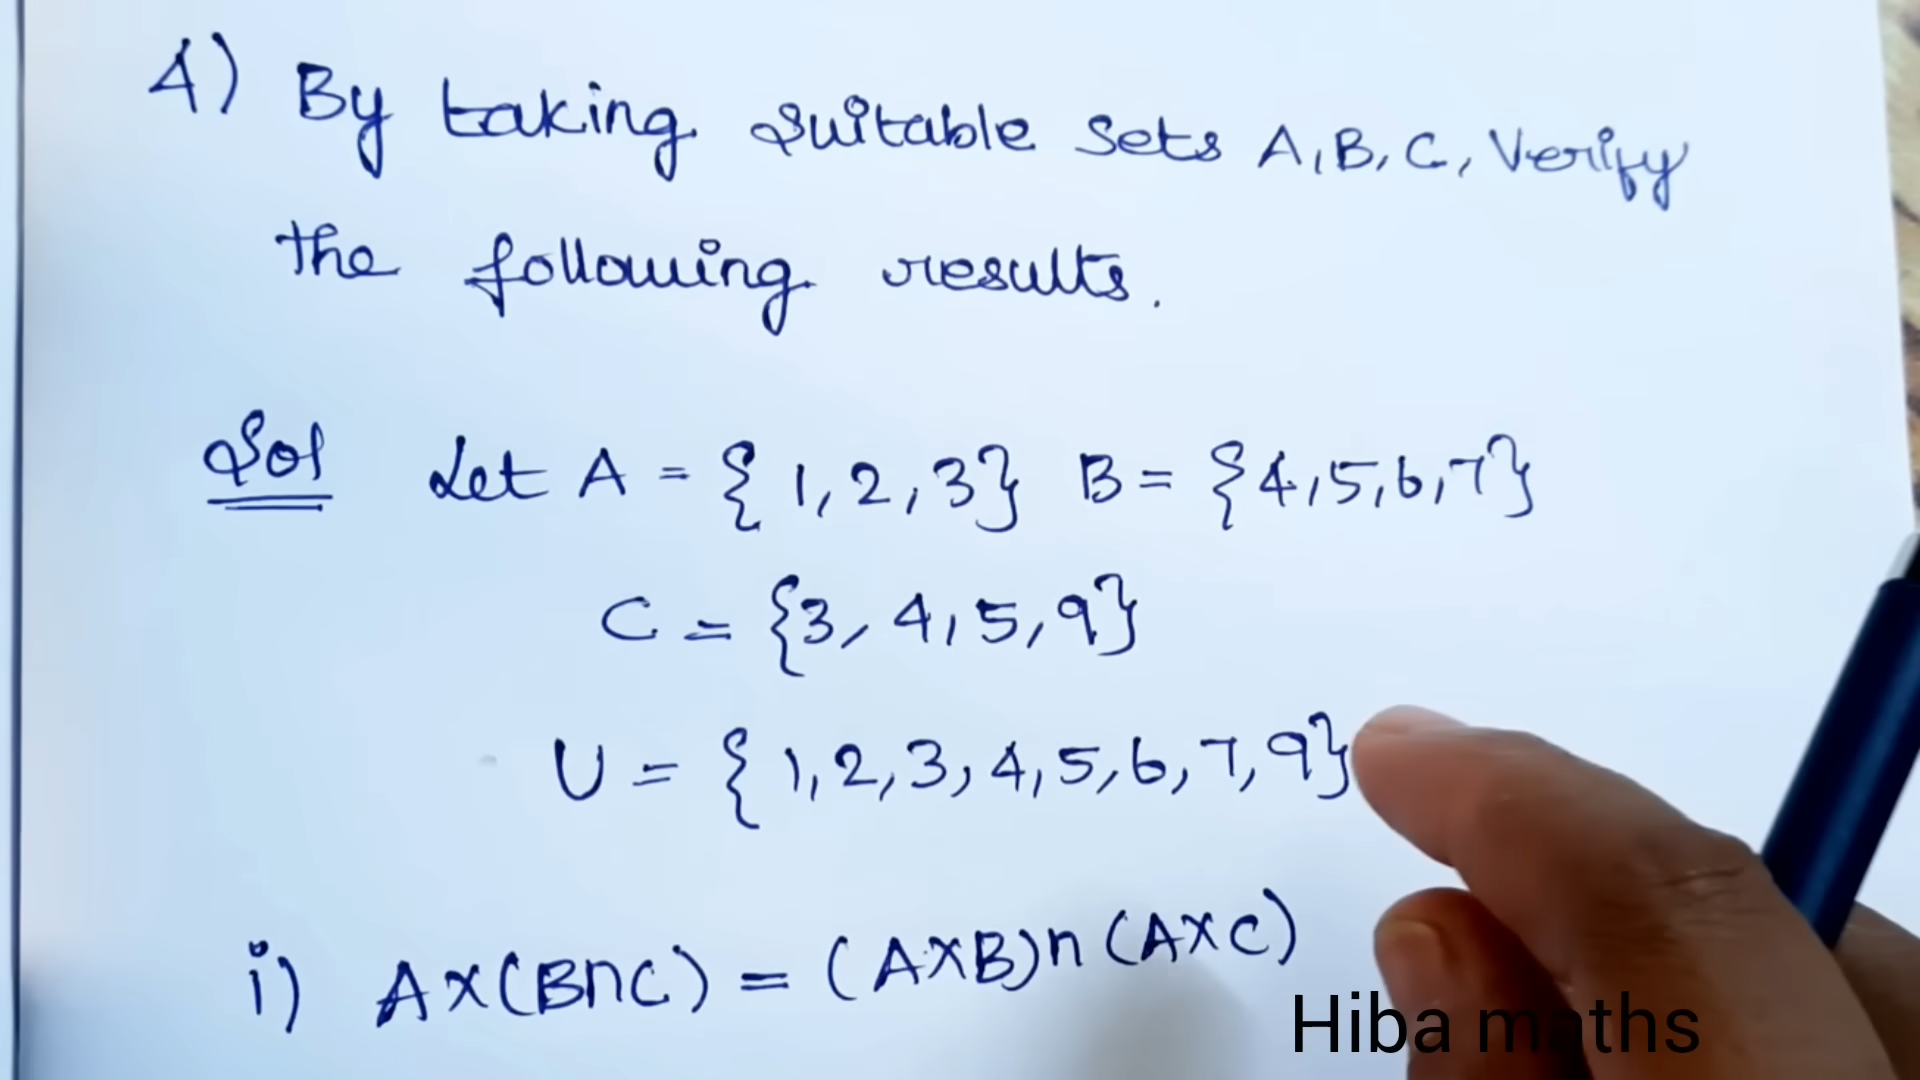 4) By taking suitable sets A, B, C, Verify
the following results.
Sol Let A = { 1, 2, 3} B = {4, 5, 6, 7}
C = {3, 4, 5, 9}
U = { 1, 2, 3, 4, 5, 6, 7, 9}
i) A×(B∩C) = (A×B)∩(A×C)
Hiba maths